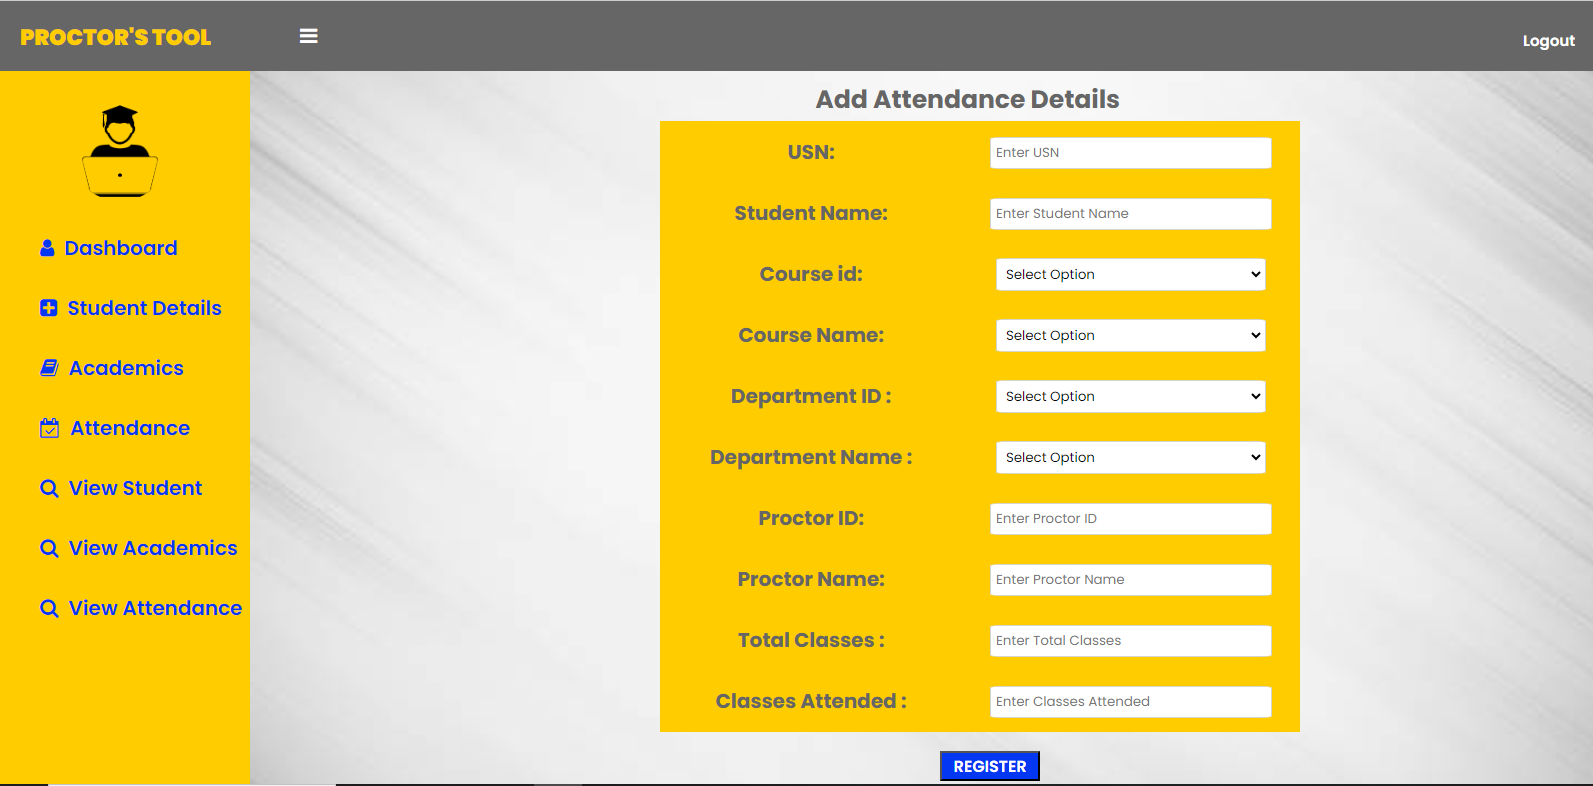 PROCTOR'S TOOL
Logout
Dashboard
Student Details
Academics
Attendance
View Student
View Academics
View Attendance
Add Attendance Details
USN: Enter USN
Student Name: Enter Student Name
Course id: Select Option
Course Name: Select Option
Department ID : Select Option
Department Name : Select Option
Proctor ID: Enter Proctor ID
Proctor Name: Enter Proctor Name
Total Classes : Enter Total Classes
Classes Attended : Enter Classes Attended
REGISTER